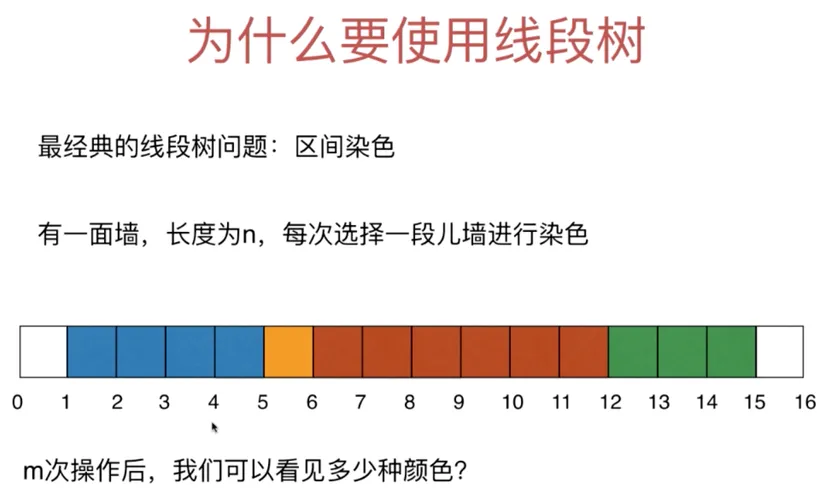 为什么要使用线段树
最经典的线段树问题：区间染色
有一面墙，长度为n，每次选择一段儿墙进行染色
0 1 2 3 4 5 6 7 8 9 10 11 12 13 14 15 16
m次操作后，我们可以看见多少种颜色？